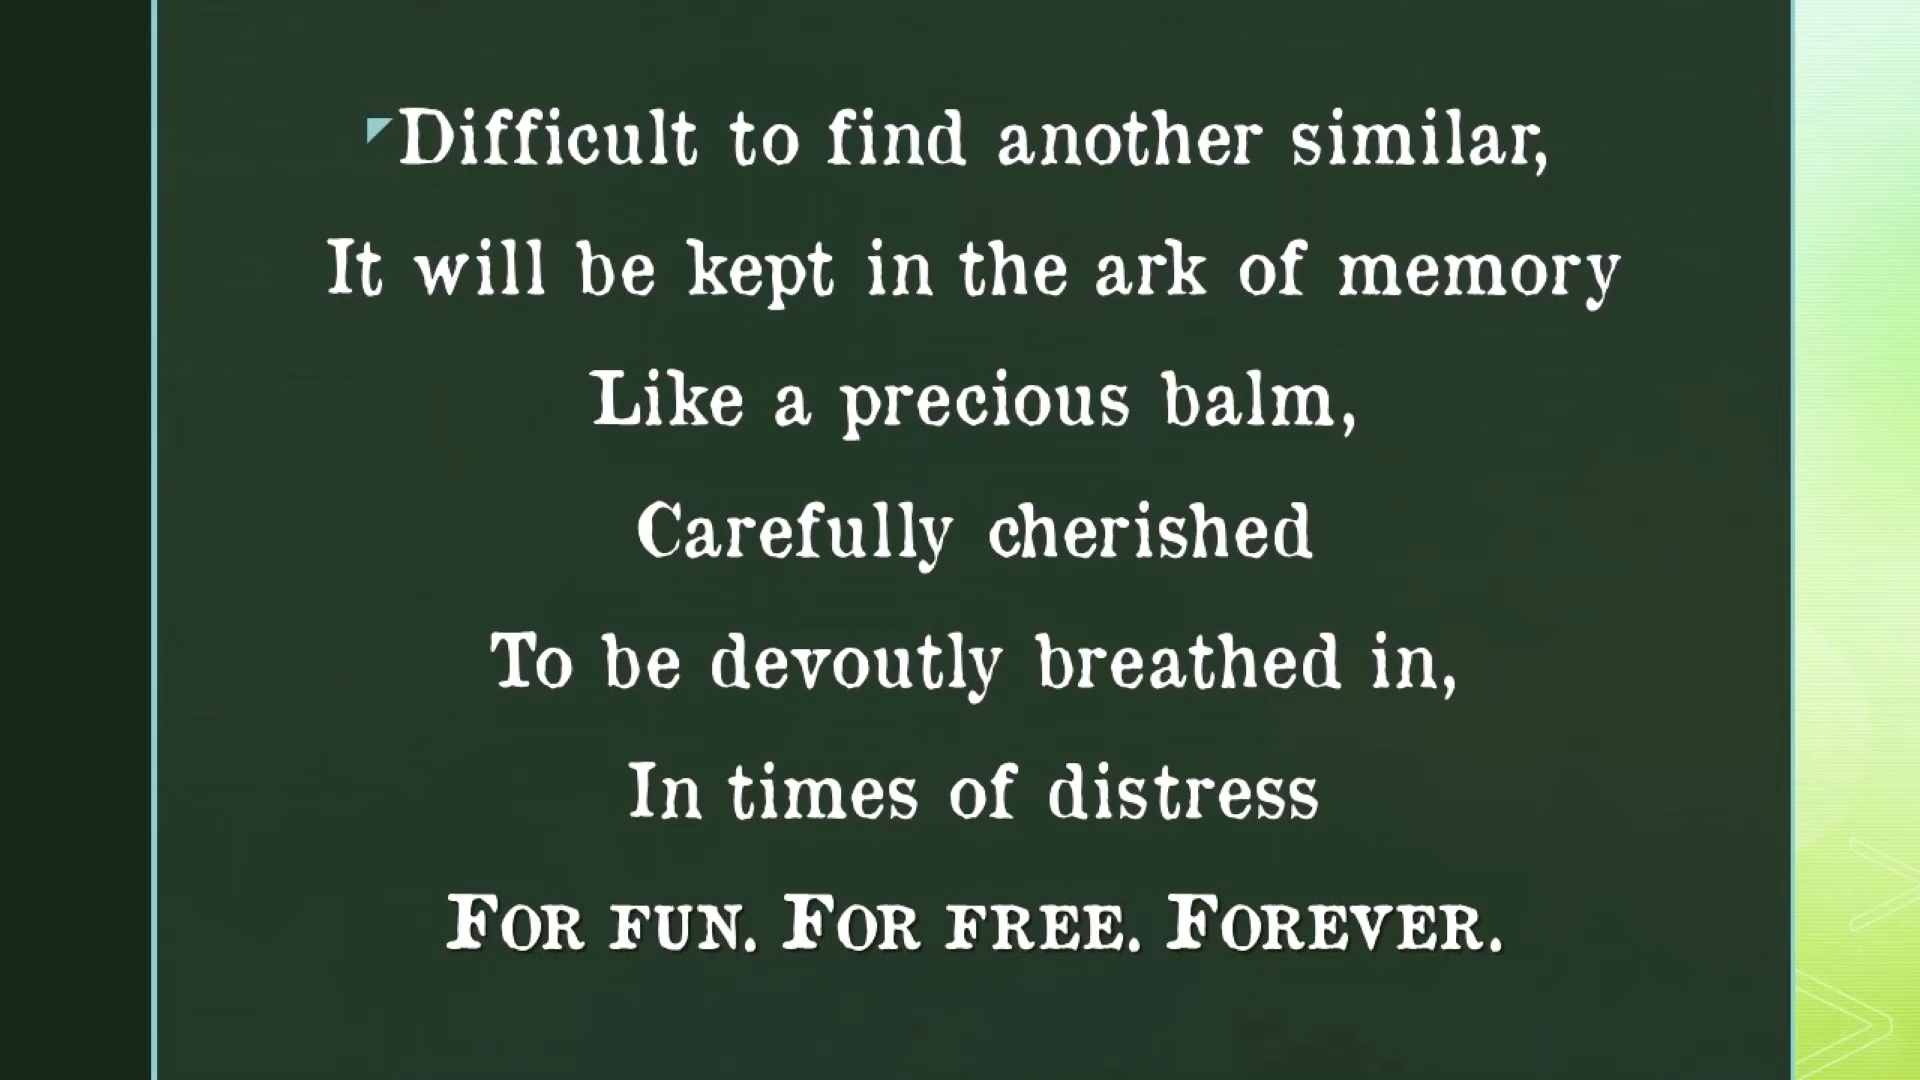 Difficult to find another similar,
It will be kept in the ark of memory
Like a precious balm,
Carefully cherished
To be devoutly breathed in,
In times of distress
FOR FUN. FOR FREE. FOREVER.